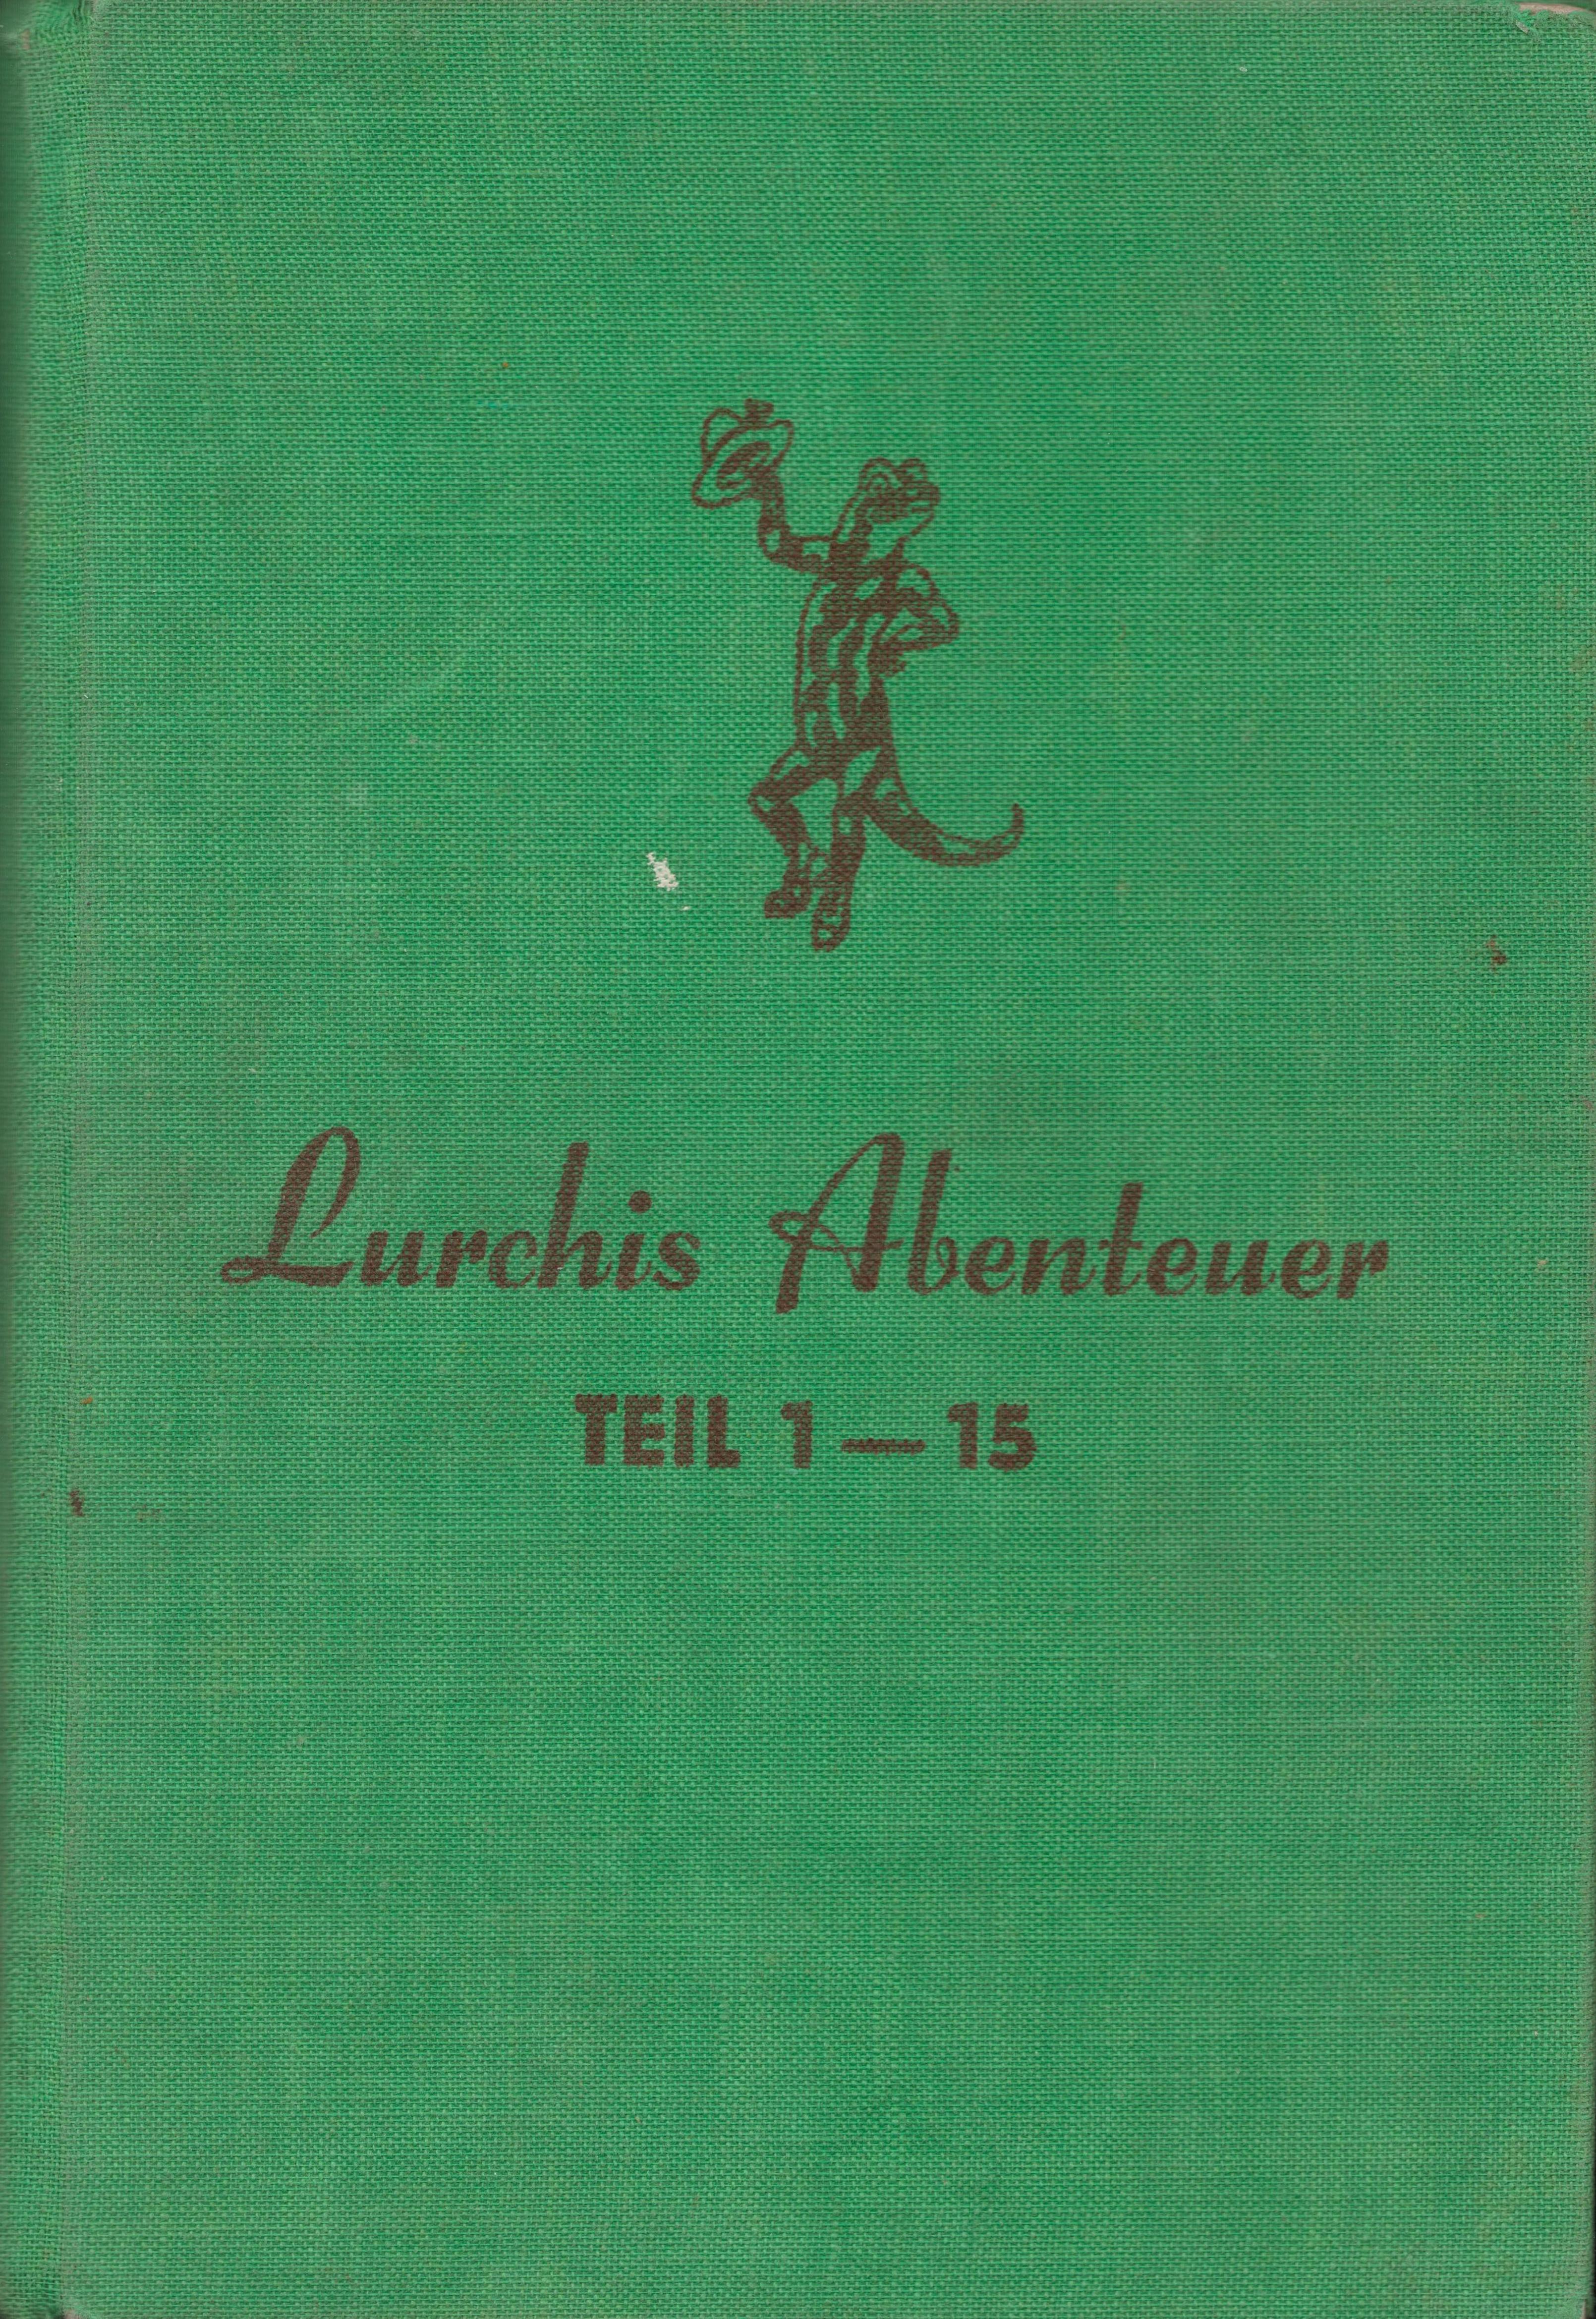 Lurchis Abenteuer
TEIL 1 — 15